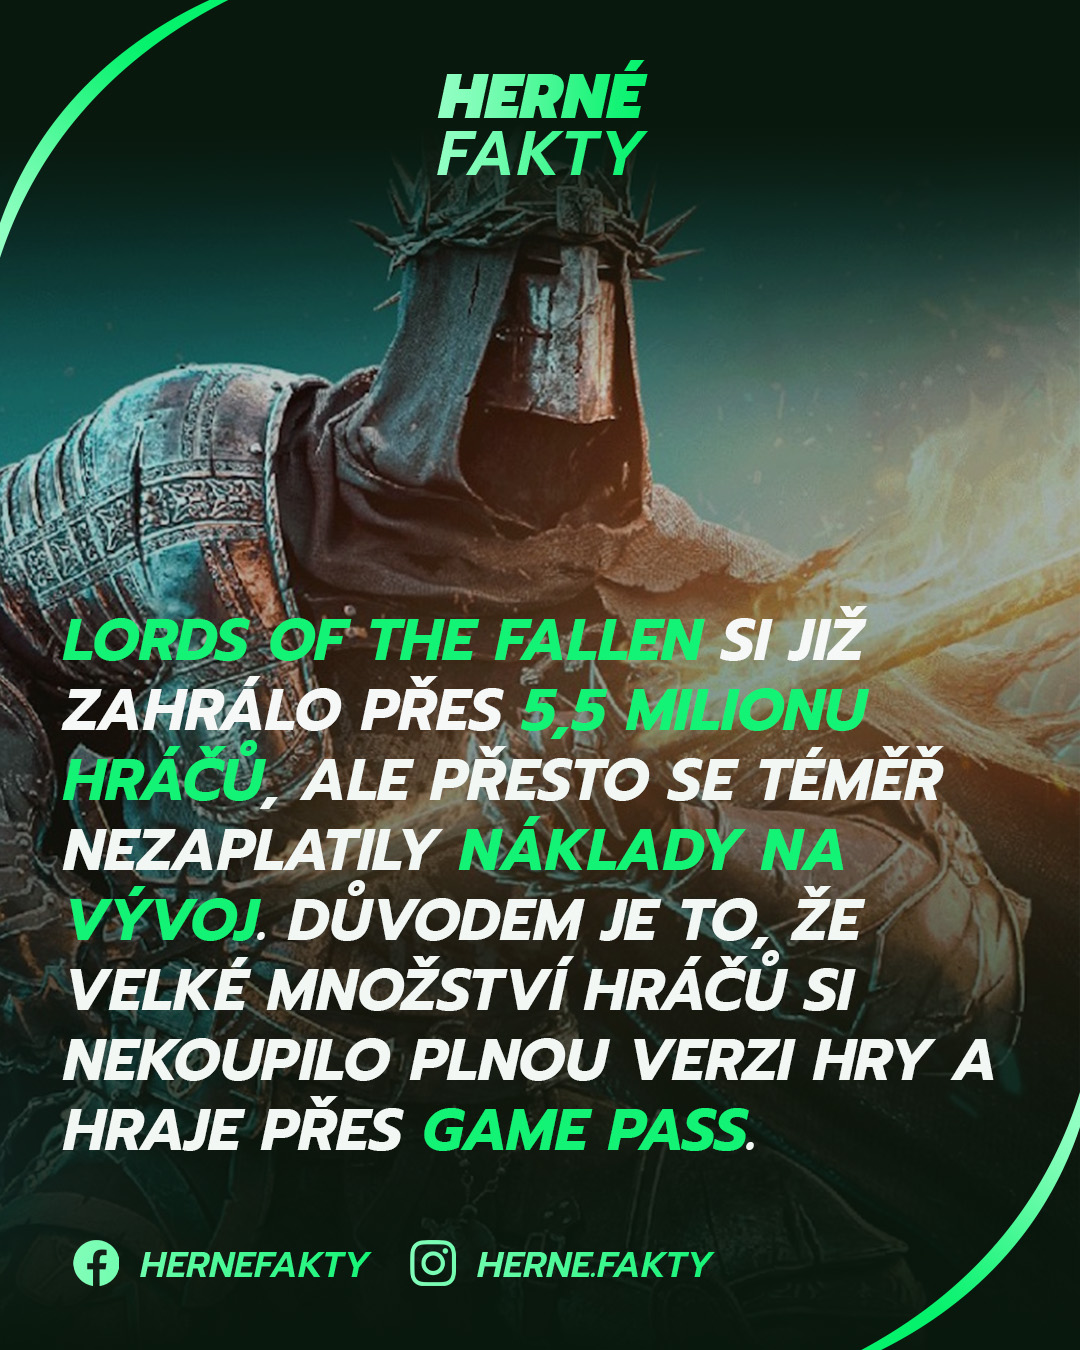 HERNÉ
FAKTY
LORDS OF THE FALLEN SI JIŽ
ZAHRÁLO PŘES 5,5 MILIONU
HRÁČŮ, ALE PŘESTO SE TÉMĚŘ
NEZAPLATILY NÁKLADY NA
VÝVOJ. DŮVODEM JE TO, ŽE
VELKÉ MNOŽSTVÍ HRÁČŮ SI
NEKOUPILO PLNOU VERZI HRY A
HRAJE PŘES GAME PASS.
HERNEFAKTY HERNE.FAKTY